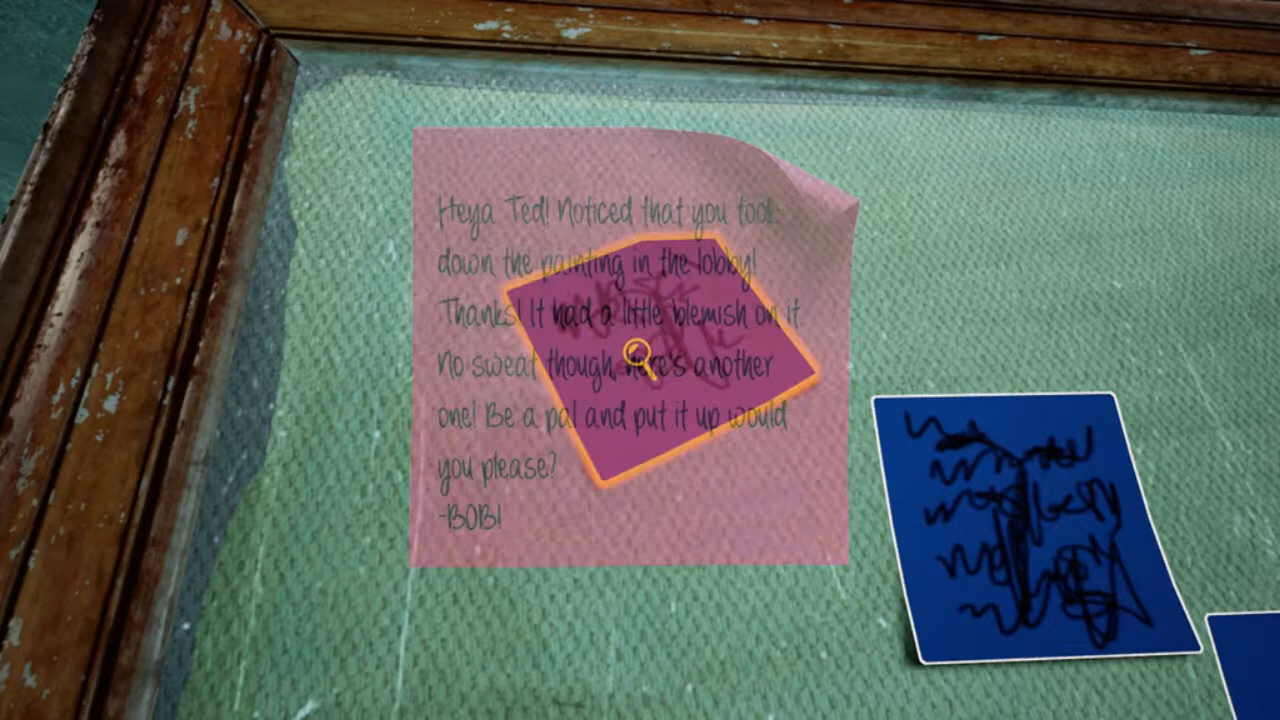 Heya Ted! Noticed that you took
down the painting in the lobby!
Thanks! It had a little blemish on it
No sweat though, here's another
one! Be a pal and put it up would
you please?
-BOB!